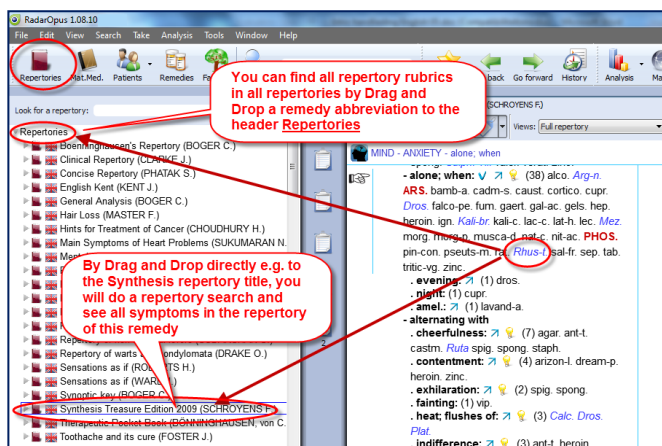 RadarOpus 1.08.10
File Edit View Search Take Analysis Tools Window Help
Repertories Mat.Med. Patients Remedies back Go forward History Analysis
You can find all repertory rubrics
in all repertories by Drag and
Drop a remedy abbreviation to the
header Repertories
Look for a repertory:
(SCHROYENS F.)
Views: Full repertory
Repertories
Boenninghausen's Repertory (BOGER C.)
Clinical Repertory (CLARKE J.)
Concise Repertory (PHATAK S.)
English Kent (KENT J.)
General Analysis (BOGER C.)
Hair Loss (MASTER F.)
Hints for Treatment of Cancer (CHOUDHURY H.)
Main Symptoms of Heart Problems (SUKUMARAN N.
By Drag and Drop directly e.g. to
the Synthesis repertory title, you
will do a repertory search and
see all symptoms in the repertory
of this remedy
Repertory of warts condylomata (DRAKE O.)
Sensations as if (ROBERTS H.)
Sensations as if (WARD
Synoptic key (BOGER C.
Synthesis Treasure Edition 2009 (SCHROYENS F.)
Therapeutic Pocket Book (BÖNNINGHAUSEN, von C.
Toothache and its cure (FOSTER J.)
2
MIND - ANXIETY - alone; when
- alone; when: (38) alco. Arg-n.
ARS. bamb-a. cadm-s. caust. cortico. cupr.
Dros. falco-pe. fum. gaert. gal-ac. gels. hep.
heroin. ign. Kali-br. kali-c. lac-c. lat-h. lec. Mez.
morg. morg-p. musca-d. nat-c. nit-ac. PHOS.
pin-con. pseuts-m. rat. Rhus-t. sal-fr. sep. tab.
tritic-vg. zinc.
. evening: (1) dros.
. night: (1) cupr.
. amel.: (1) lavand-a.
- alternating with
. cheerfulness: (7) agar. ant-t.
castm. Ruta spig. spong. staph.
. contentment: (4) arizon-l. dream-p.
heroin. zinc.
. exhilaration: (2) spig. spong.
. fainting: (1) vip.
. heat; flushes of: (3) Calc. Dros.
Plat.
. indifference: (3) ant-t. heroin.